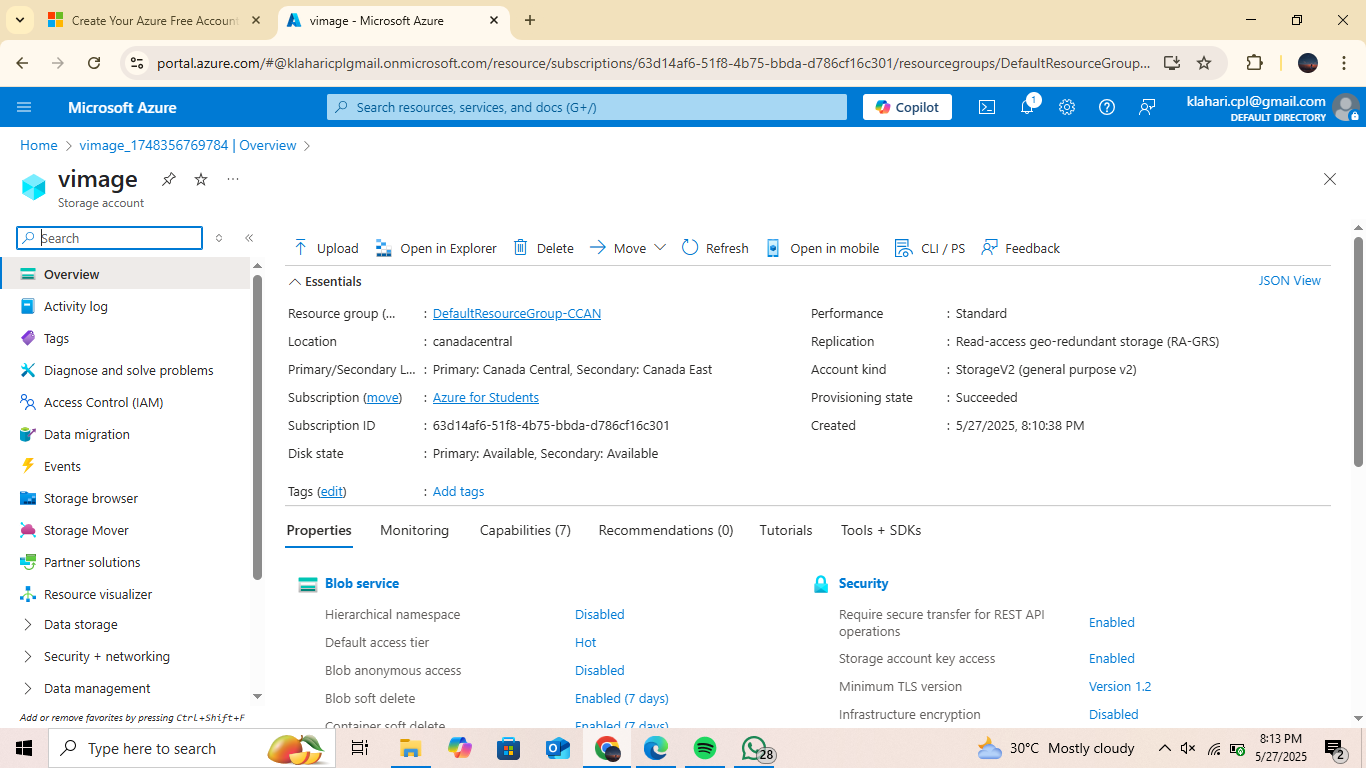 Create Your Azure Free Account
vimage - Microsoft Azure
portal.azure.com/#@klaharicplgmail.onmicrosoft.com/resource/subscriptions/63d14af6-51f8-4b75-bbda-d786cf16c301/resourcegroups/DefaultResourceGroup...
Microsoft Azure
Search resources, services, and docs (G+/)
Copilot
1
klahari.cpl@gmail.com
DEFAULT DIRECTORY
Home > vimage_1748356769784 | Overview >
vimage
Storage account
Search
Overview
Activity log
Tags
Diagnose and solve problems
Access Control (IAM)
Data migration
Events
Storage browser
Storage Mover
Partner solutions
Resource visualizer
Data storage
Security + networking
Data management
Add or remove favorites by pressing Ctrl+Shift+F
Upload Open in Explorer Delete Move Refresh Open in mobile CLI / PS Feedback
Essentials
JSON View
Resource group (... : DefaultResourceGroup-CCAN
Location : canadacentral
Primary/Secondary L... : Primary: Canada Central, Secondary: Canada East
Subscription (move) : Azure for Students
Subscription ID : 63d14af6-51f8-4b75-bbda-d786cf16c301
Disk state : Primary: Available, Secondary: Available
Tags (edit) : Add tags
Performance : Standard
Replication : Read-access geo-redundant storage (RA-GRS)
Account kind : StorageV2 (general purpose v2)
Provisioning state : Succeeded
Created : 5/27/2025, 8:10:38 PM
Properties Monitoring Capabilities (7) Recommendations (0) Tutorials Tools + SDKs
Blob service
Hierarchical namespace Disabled
Default access tier Hot
Blob anonymous access Disabled
Blob soft delete Enabled (7 days)
Container soft delete Enabled (7 days)
Security
Require secure transfer for REST API
operations
Enabled
Storage account key access Enabled
Minimum TLS version Version 1.2
Infrastructure encryption Disabled
Type here to search
28
30°C Mostly cloudy
8:13 PM
5/27/2025
2